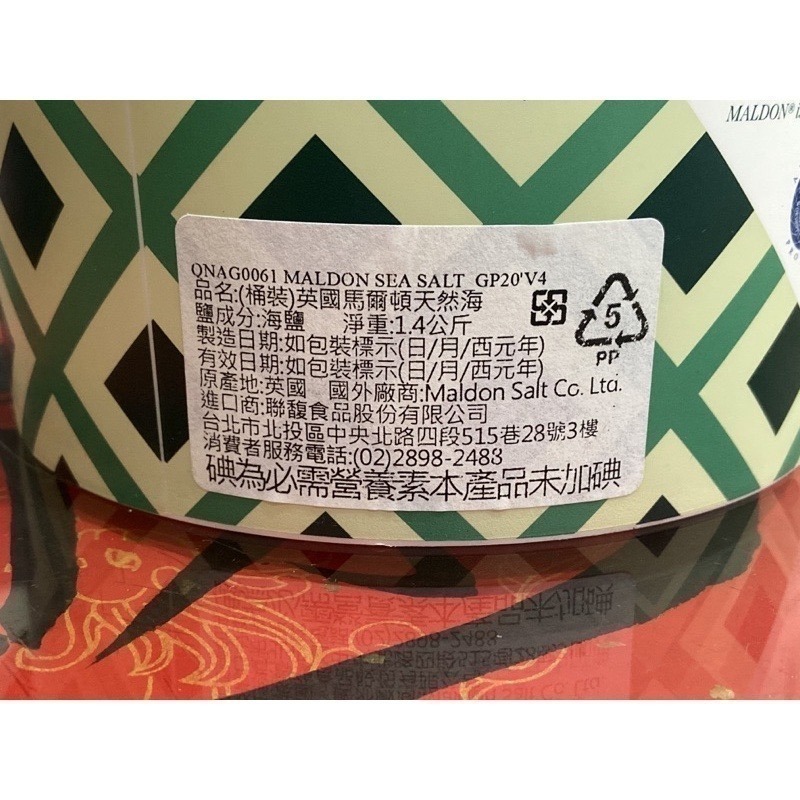 MALDON®
QNAG0061 MALDON SEA SALT GP20'V4
品名:(桶裝)英國馬爾頓天然海
鹽成分:海鹽 淨重:1.4公斤
製造日期:如包裝標示(日/月/西元年)
有效日期:如包裝標示(日/月/西元年)
原產地:英國 國外廠商:Maldon Salt Co. Ltd.
進口商:聯馥食品股份有限公司
台北市北投區中央北路四段515巷28號3樓
消費者服務電話:(02)2898-2488
碘為必需營養素本產品未加碘
5
PP